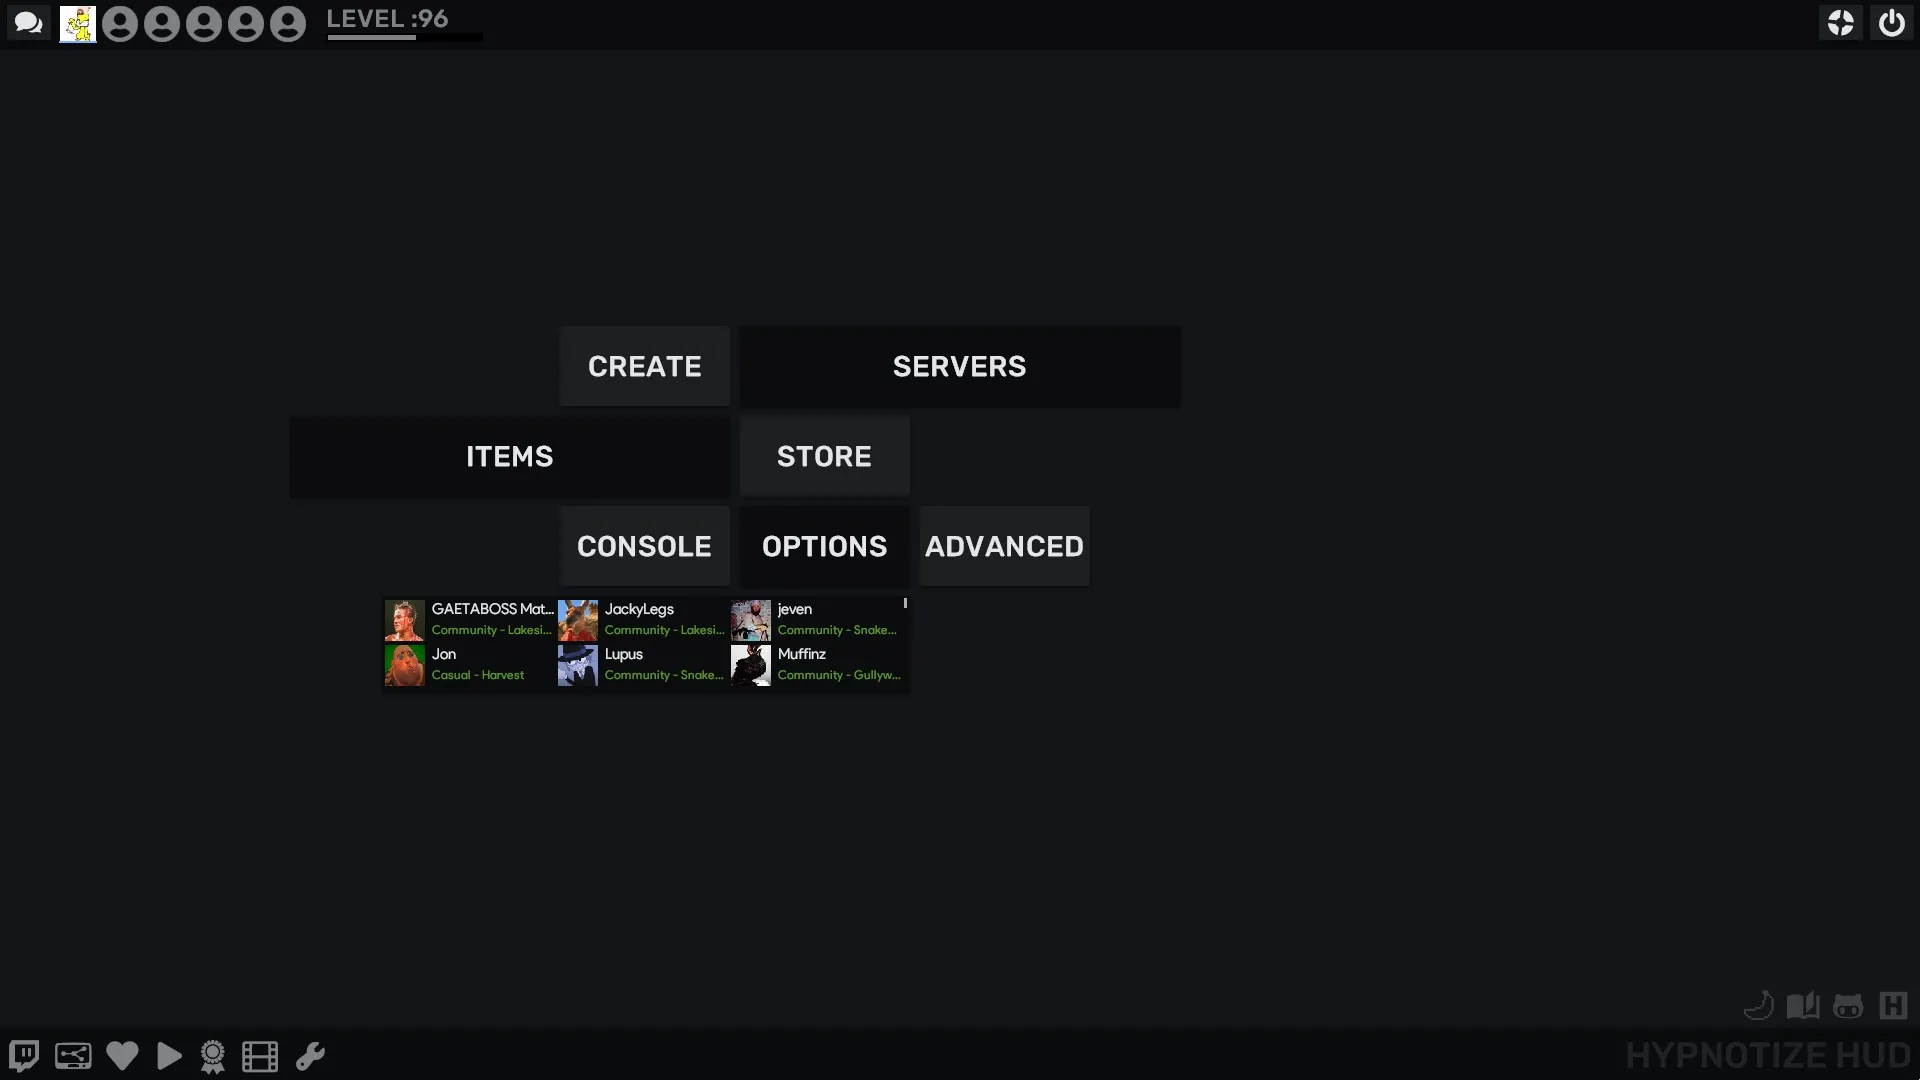 LEVEL :96
CREATE
SERVERS
ITEMS
STORE
CONSOLE
OPTIONS
ADVANCED
GAETABOSS Mat...
Community - Lakesi...
JackyLegs
Community - Lakesi...
jeven
Community - Snake...
Jon
Casual - Harvest
Lupus
Community - Snake...
Muffinz
Community - Gullyw...
H
HYPNOTIZE HUD